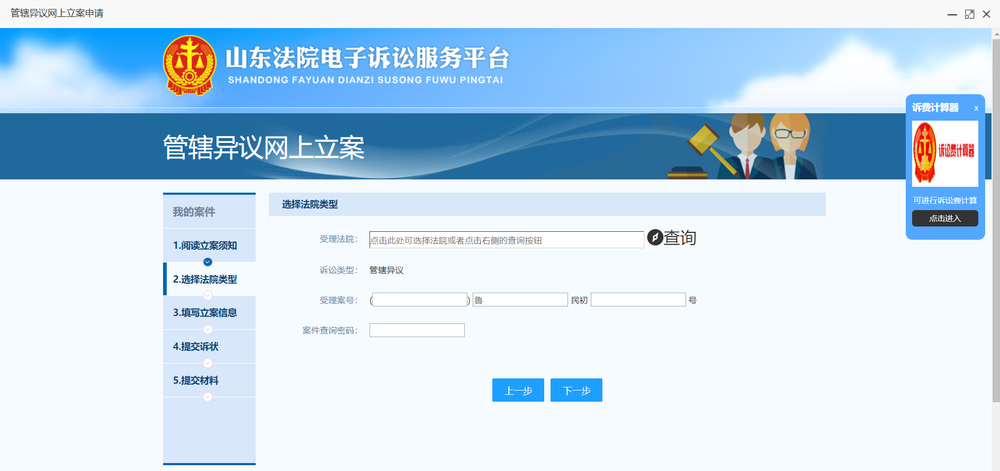 管辖异议网上立案申请
山东法院电子诉讼服务平台
SHANDONG FAYUAN DIANZI SUSONG FUWU PINGTAI
管辖异议网上立案
诉费计算器 x
诉讼费计算器
可进行诉讼费计算
点击进入
我的案件
1.阅读立案须知
2.选择法院类型
3.填写立案信息
4.提交诉状
5.提交材料
选择法院类型
受理法院： 点击此处可选择法院或者点击右侧的查询按钮 查询
诉讼类型： 管辖异议
受理案号： ( ) 鲁 民初 号
案件查询密码：
上一步 下一步